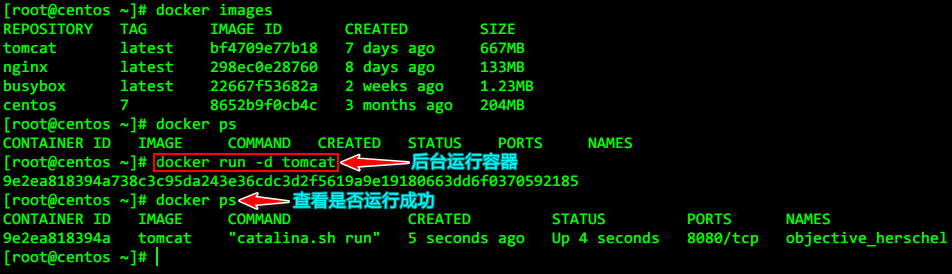 [root@centos ~]# docker images
REPOSITORY TAG IMAGE ID CREATED SIZE
tomcat latest bf4709e77b18 7 days ago 667MB
nginx latest 298ec0e28760 8 days ago 133MB
busybox latest 22667f53682a 2 weeks ago 1.23MB
centos 7 8652b9f0cb4c 3 months ago 204MB
[root@centos ~]# docker ps
CONTAINER ID IMAGE COMMAND CREATED STATUS PORTS NAMES
[root@centos ~]# docker run -d tomcat 后台运行容器
9e2ea818394a738c3c95da243e36cdc3d2f5619a9e19180663dd6f0370592185
[root@centos ~]# docker ps 查看是否运行成功
CONTAINER ID IMAGE COMMAND CREATED STATUS PORTS NAMES
9e2ea818394a tomcat "catalina.sh run" 5 seconds ago Up 4 seconds 8080/tcp objective_herschel
[root@centos ~]#